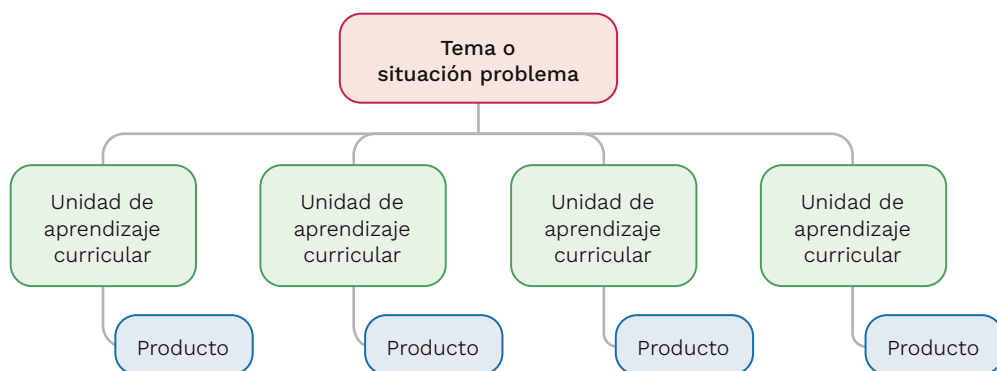 Tema o
situación problema
Unidad de
aprendizaje
curricular
Unidad de
aprendizaje
curricular
Unidad de
aprendizaje
curricular
Unidad de
aprendizaje
curricular
Producto
Producto
Producto
Producto